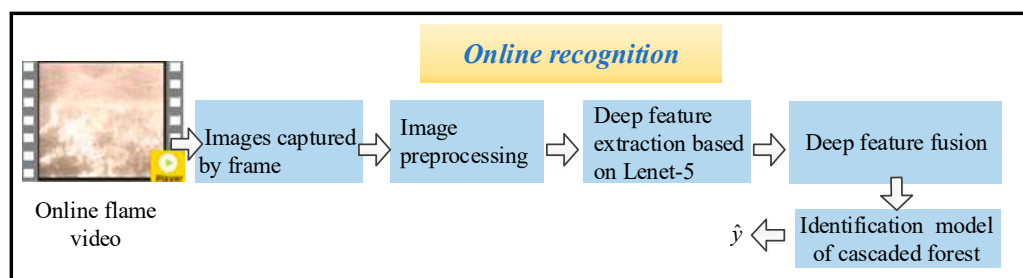 Online recognition
Online flame
video
Player
Images captured
by frame
Image
preprocessing
Deep feature
extraction based
on Lenet-5
Deep feature fusion
Identification model
of cascaded forest
ŷ